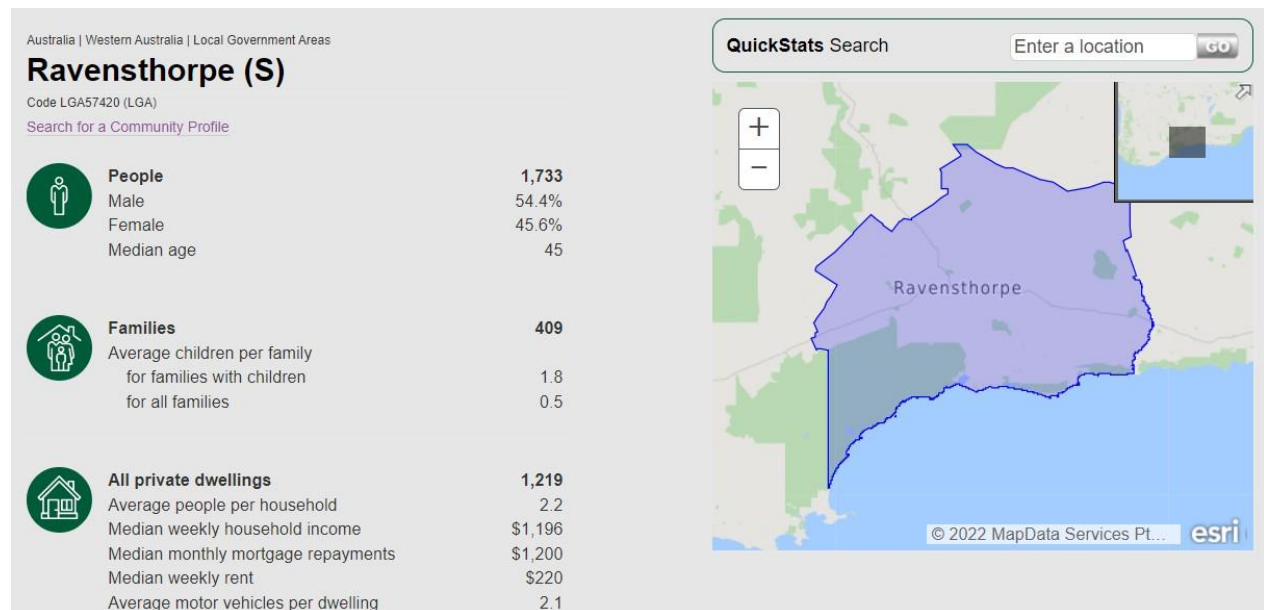 Australia | Western Australia | Local Government Areas
Ravensthorpe (S)
Code LGA57420 (LGA)
Search for a Community Profile
People 1,733
Male 54.4%
Female 45.6%
Median age 45
Families 409
Average children per family
for families with children 1.8
for all families 0.5
All private dwellings 1,219
Average people per household 2.2
Median weekly household income $1,196
Median monthly mortgage repayments $1,200
Median weekly rent $220
Average motor vehicles per dwelling 2.1
QuickStats Search Enter a location GO
+
−
Ravensthorpe
© 2022 MapData Services Pt... esri